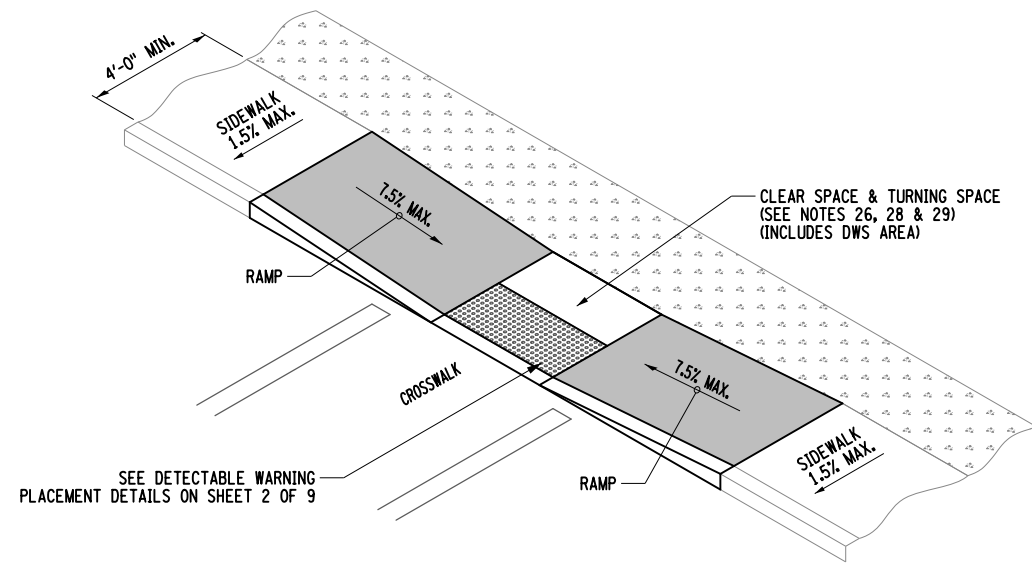 4'-0" MIN.
SIDEWALK
1.5% MAX.
7.5% MAX.
CLEAR SPACE & TURNING SPACE
(SEE NOTES 26, 28 & 29)
(INCLUDES DWS AREA)
RAMP
CROSSWALK
7.5% MAX.
SIDEWALK
1.5% MAX.
SEE DETECTABLE WARNING
PLACEMENT DETAILS ON SHEET 2 OF 9
RAMP